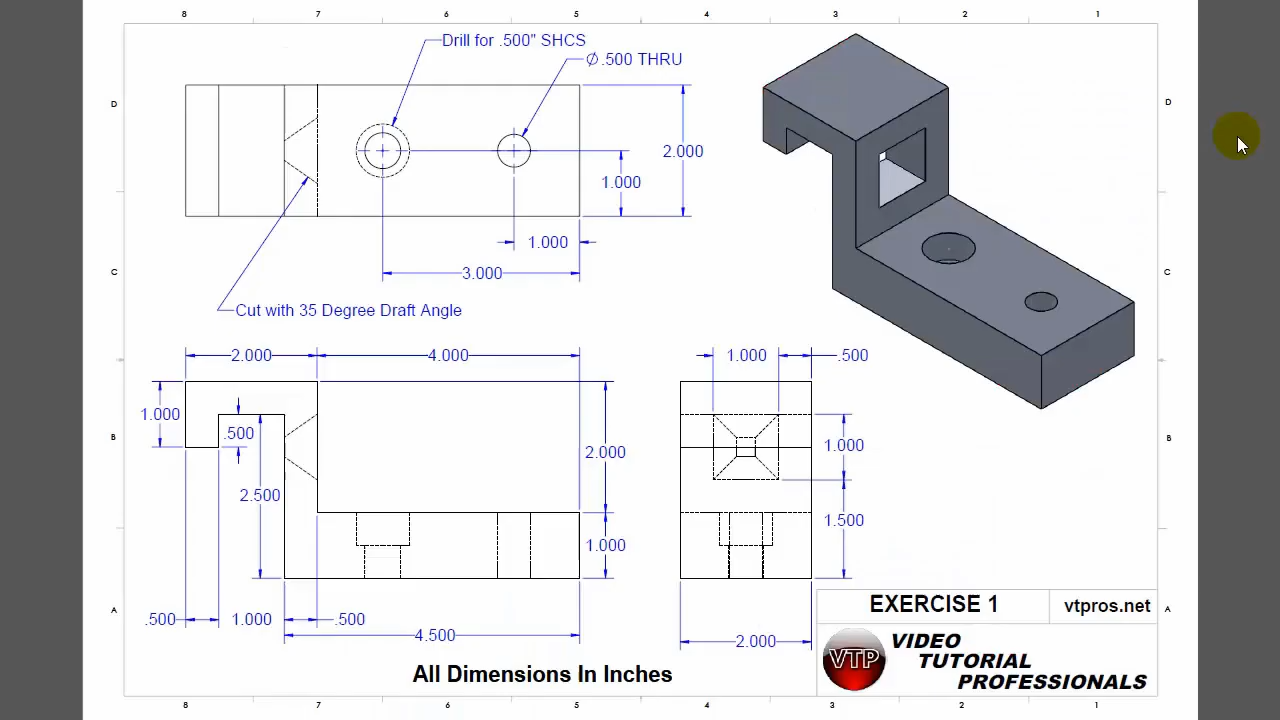 8 7 6 5 4 3 2 1
Drill for .500" SHCS
Ø .500 THRU
D D
2.000
1.000
1.000
3.000
C C
Cut with 35 Degree Draft Angle
2.000 4.000 1.000 .500
1.000
.500
B B
2.000 1.000
2.500
1.000 1.500
A A
.500 1.000 .500
4.500 2.000
EXERCISE 1 vtpros.net
VTP
VIDEO
TUTORIAL
PROFESSIONALS
All Dimensions In Inches
8 7 6 5 4 3 2 1